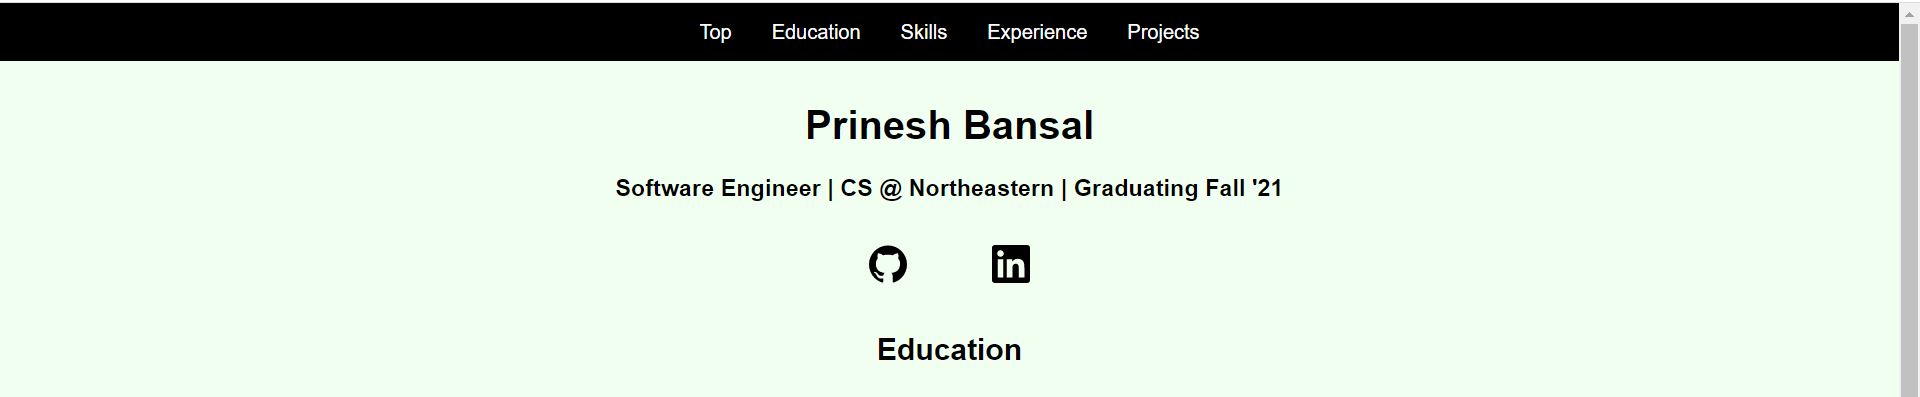 Top Education Skills Experience Projects
Prinesh Bansal
Software Engineer | CS @ Northeastern | Graduating Fall '21
in
Education